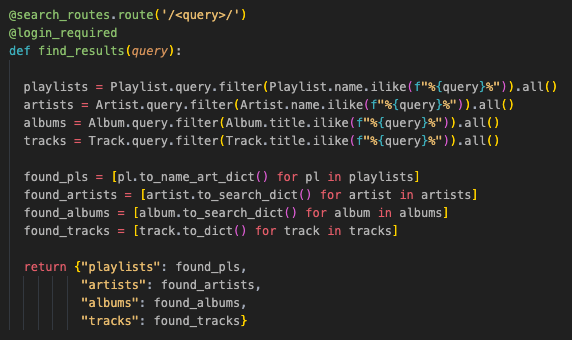 @search_routes.route('/<query>/')
@login_required
def find_results(query):
playlists = Playlist.query.filter(Playlist.name.ilike(f"%{query}%")).all()
artists = Artist.query.filter(Artist.name.ilike(f"%{query}%")).all()
albums = Album.query.filter(Album.title.ilike(f"%{query}%")).all()
tracks = Track.query.filter(Track.title.ilike(f"%{query}%")).all()
found_pls = [pl.to_name_art_dict() for pl in playlists]
found_artists = [artist.to_search_dict() for artist in artists]
found_albums = [album.to_search_dict() for album in albums]
found_tracks = [track.to_dict() for track in tracks]
return {"playlists": found_pls,
"artists": found_artists,
"albums": found_albums,
"tracks": found_tracks}